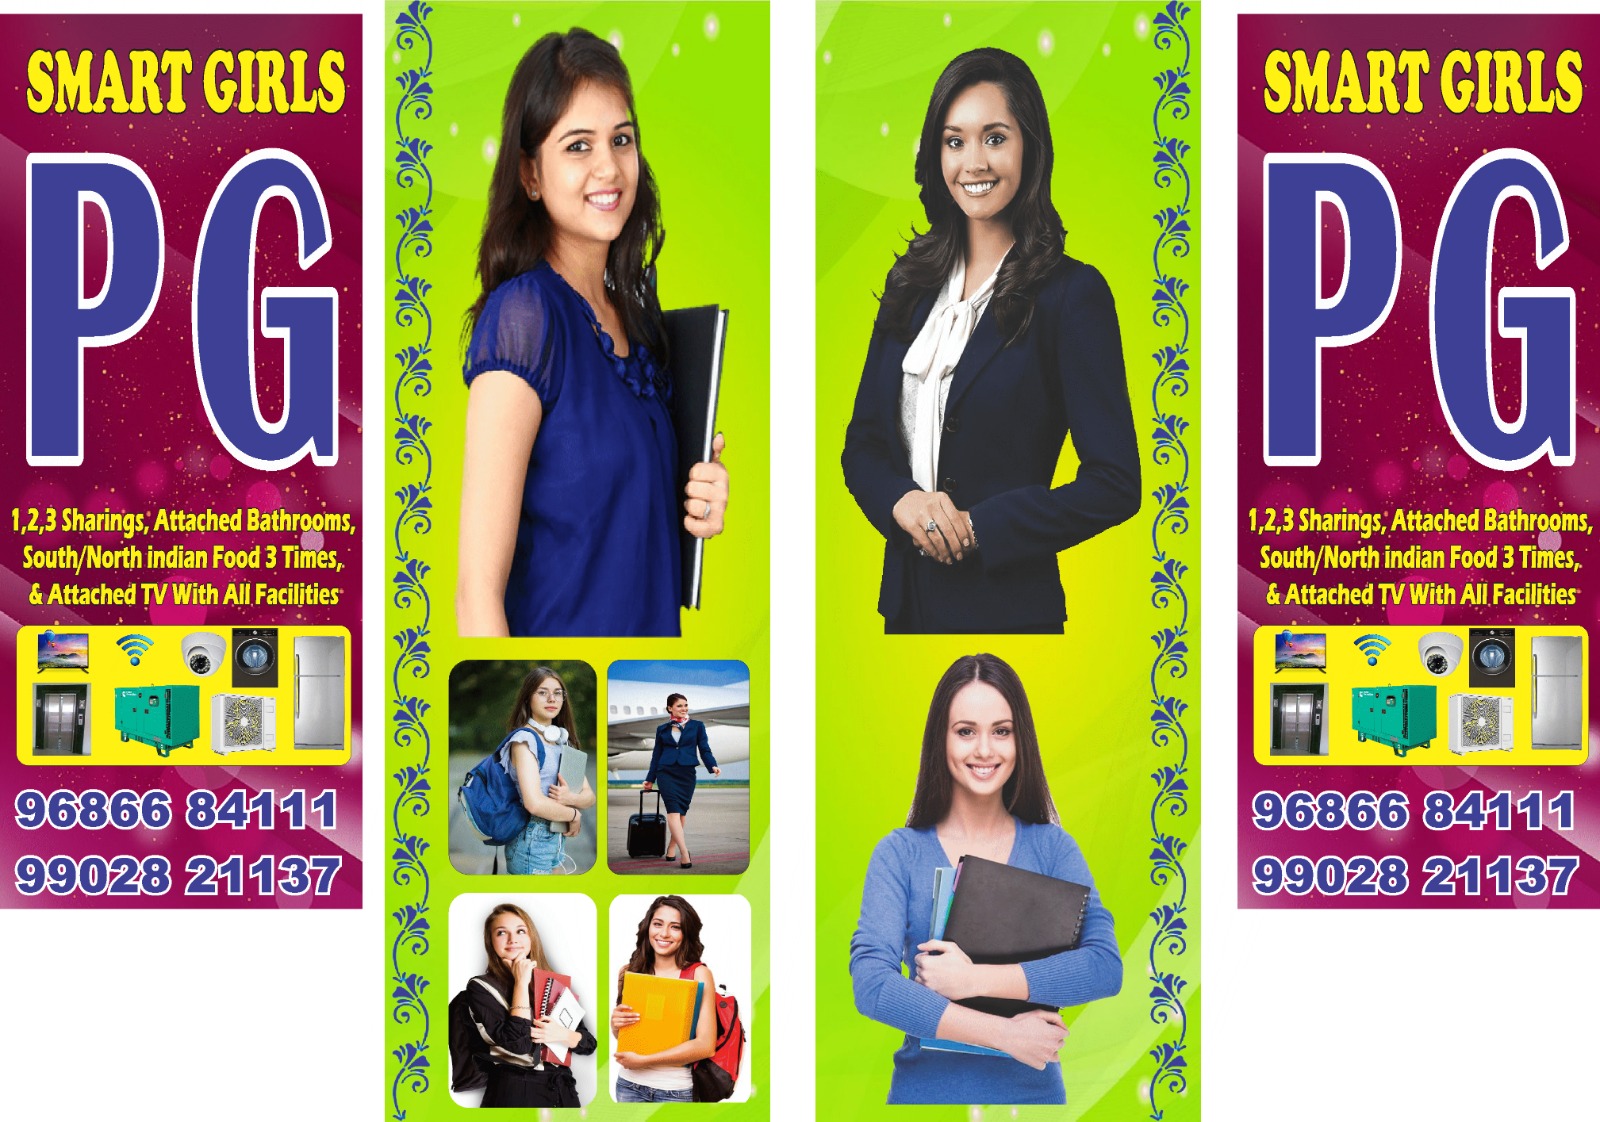 SMART GIRLS
PG
1,2,3 Sharings, Attached Bathrooms,
South/North indian Food 3 Times,
& Attached TV With All Facilities
96866 84111
99028 21137
SMART GIRLS
PG
1,2,3 Sharings, Attached Bathrooms,
South/North indian Food 3 Times,
& Attached TV With All Facilities
96866 84111
99028 21137